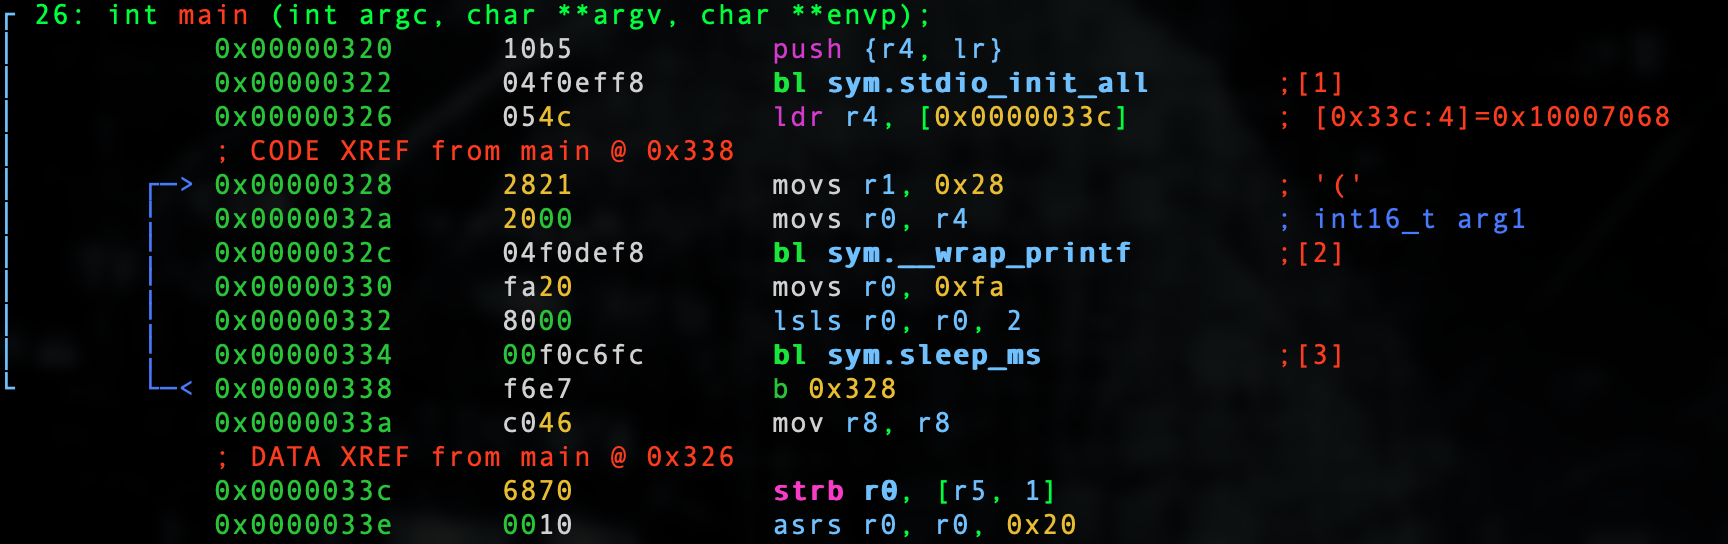 26: int main (int argc, char **argv, char **envp);
0x00000320 10b5 push {r4, lr}
0x00000322 04f0eff8 bl sym.stdio_init_all ;[1]
0x00000326 054c ldr r4, [0x0000033c] ; [0x33c:4]=0x10007068
; CODE XREF from main @ 0x338
0x00000328 2821 movs r1, 0x28 ; '('
0x0000032a 2000 movs r0, r4 ; int16_t arg1
0x0000032c 04f0def8 bl sym.__wrap_printf ;[2]
0x00000330 fa20 movs r0, 0xfa
0x00000332 8000 lsls r0, r0, 2
0x00000334 00f0c6fc bl sym.sleep_ms ;[3]
0x00000338 f6e7 b 0x328
0x0000033a c046 mov r8, r8
; DATA XREF from main @ 0x326
0x0000033c 6870 strb r0, [r5, 1]
0x0000033e 0010 asrs r0, r0, 0x20